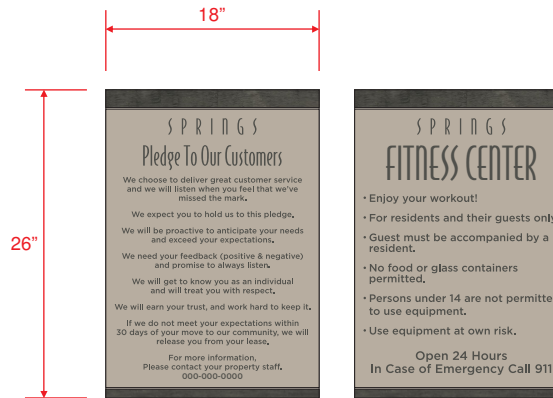 18”
26”
SPRINGS
Pledge To Our Customers
We choose to deliver great customer service
and we will listen when you feel that we've
missed the mark.
We expect you to hold us to this pledge.
We will be proactive to anticipate your needs
and exceed your expectations.
We need your feedback (positive & negative)
and promise to always listen.
We will get to know you as an individual
and will treat you with respect.
We will earn your trust, and work hard to keep it.
If we do not meet your expectations within
30 days of your move to our community, we will
release you from your lease.
For more information,
Please contact your property staff.
000-000-0000
SPRINGS
FITNESS CENTER
• Enjoy your workout!
• For residents and their guests only
• Guest must be accompanied by a
resident.
• No food or glass containers
permitted.
• Persons under 14 are not permitte
to use equipment.
• Use equipment at own risk.
Open 24 Hours
In Case of Emergency Call 911